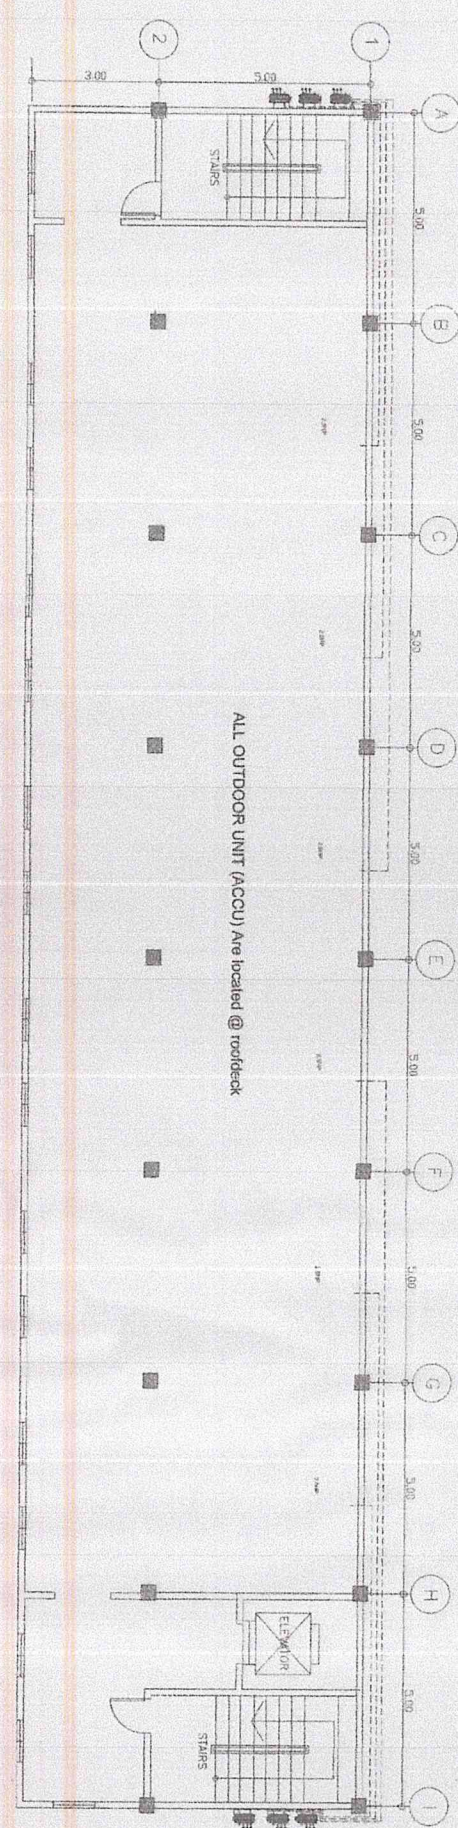 1
2
5.00
3.00
A
B
C
D
E
F
G
H
I
5.00
5.00
5.00
5.00
5.00
5.00
5.00
5.00
STAIRS
ALL OUTDOOR UNIT (ACCU) Are located @ roofdeck
ELEVATOR
STAIRS